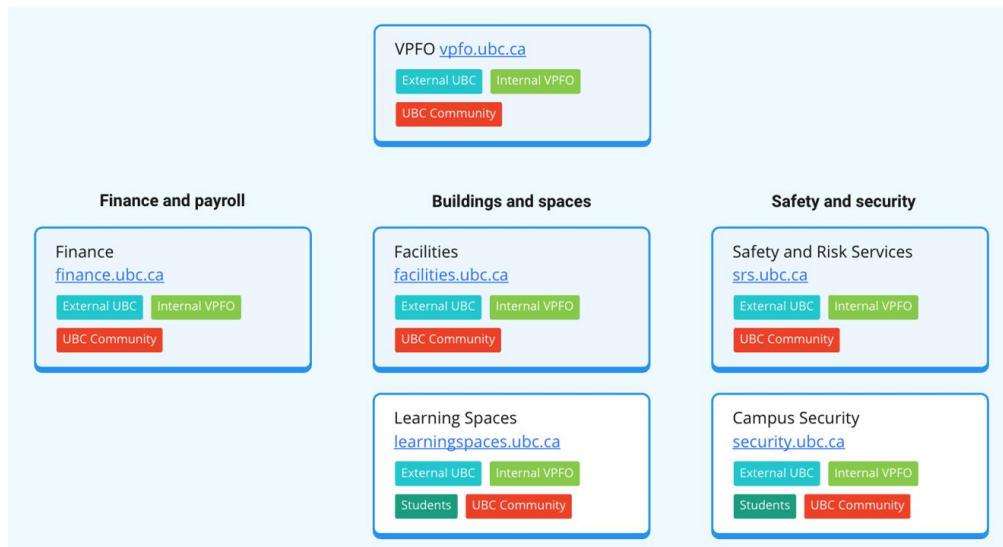 VPFO vpfo.ubc.ca
External UBC Internal VPFO
UBC Community
Finance and payroll
Finance
finance.ubc.ca
External UBC Internal VPFO
UBC Community
Buildings and spaces
Facilities
facilities.ubc.ca
External UBC Internal VPFO
UBC Community
Learning Spaces
learningspaces.ubc.ca
External UBC Internal VPFO
Students UBC Community
Safety and security
Safety and Risk Services
srs.ubc.ca
External UBC Internal VPFO
UBC Community
Campus Security
security.ubc.ca
External UBC Internal VPFO
Students UBC Community